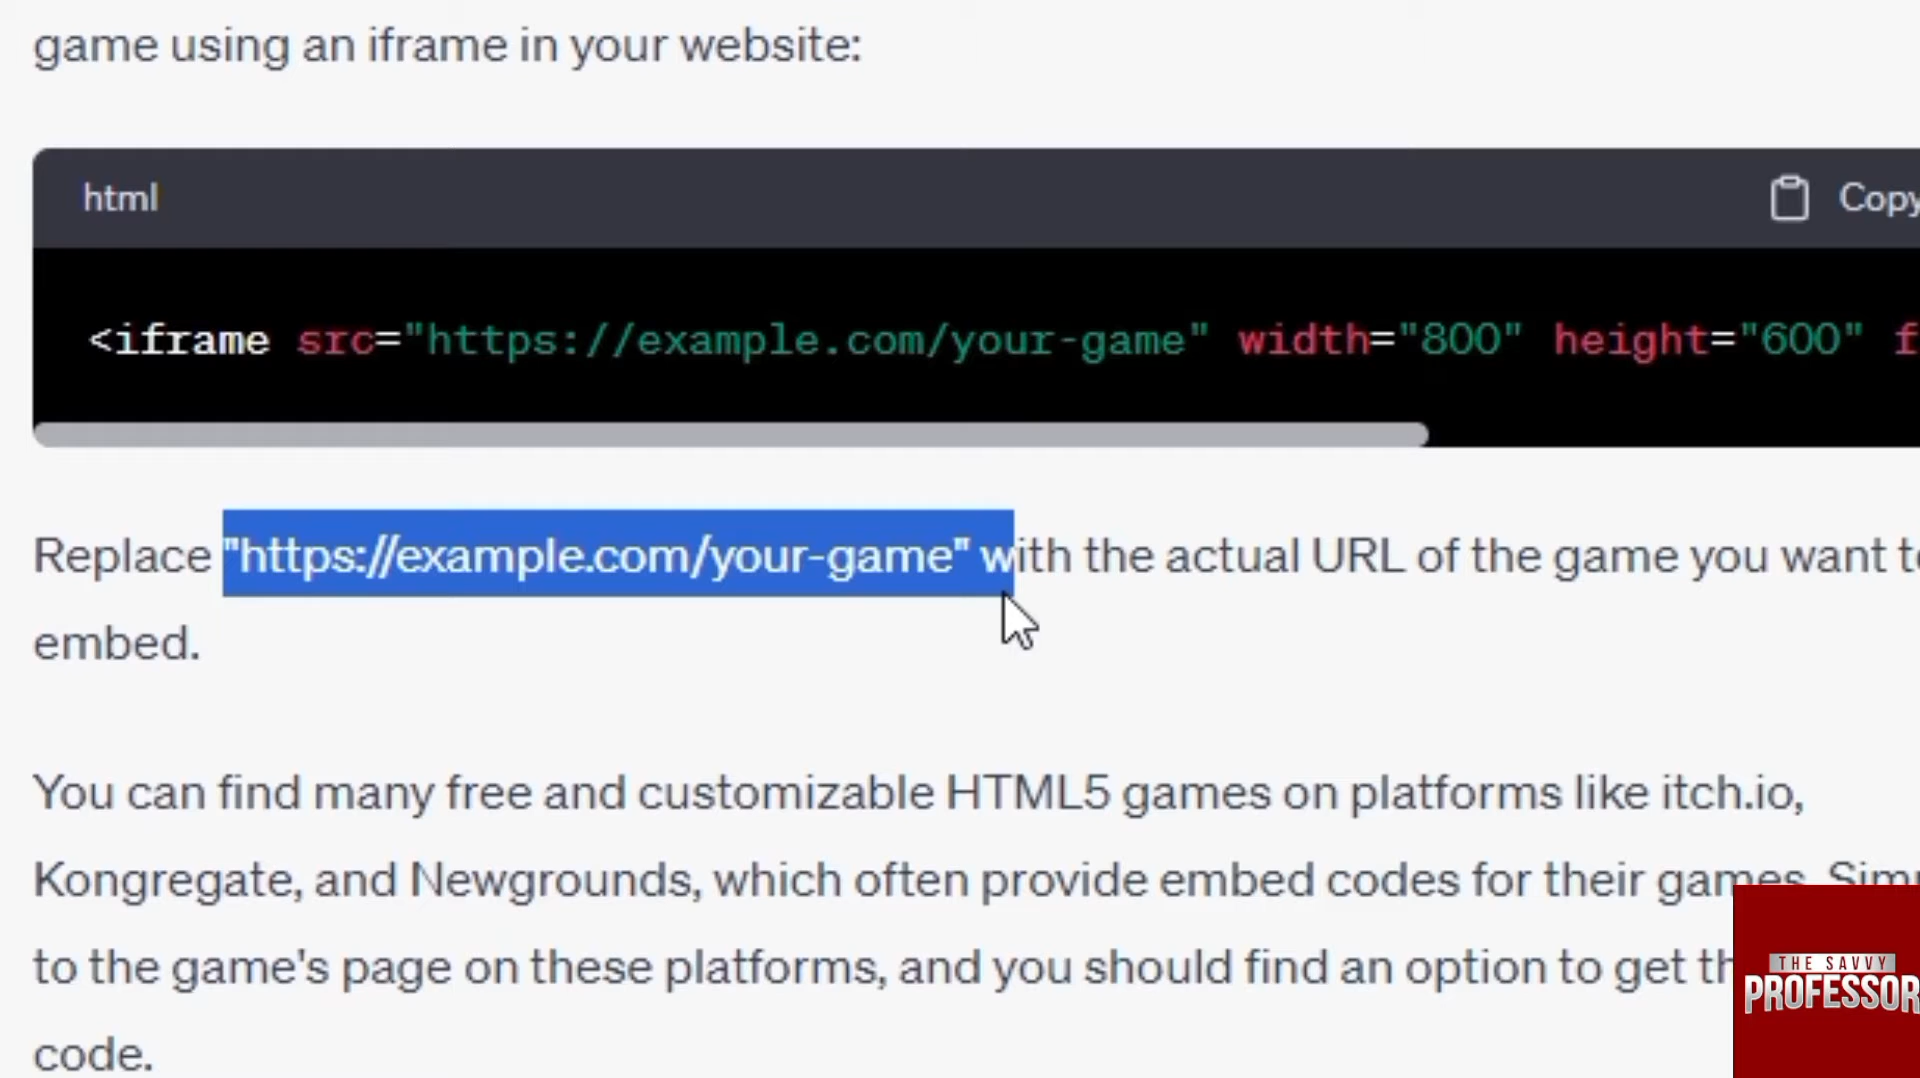 game using an iframe in your website:
html
Copy
<iframe src="https://example.com/your-game" width="800" height="600" f
Replace "https://example.com/your-game" with the actual URL of the game you want to
embed.
You can find many free and customizable HTML5 games on platforms like itch.io,
Kongregate, and Newgrounds, which often provide embed codes for their games.
to the game's page on these platforms, and you should find an option to get
code.
THE SAVVY
PROFESSOR